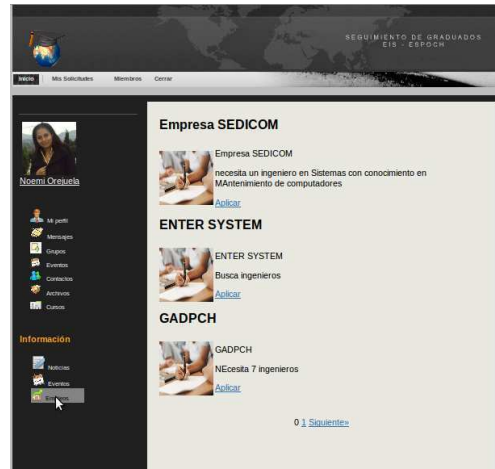 SEGUIMIENTO DE GRADUADOS
EIS - ESPOCH
Inicio
Mis Solicitudes
Miembros
Cerrar
Noemi Orejuela
Mi perfil
Mensajes
Grupos
Eventos
Contactos
Archivos
Cursos
Información
Noticias
Eventos
Empresa SEDICOM
Empresa SEDICOM
necesita un ingeniero en Sistemas con conocimiento en
MAntenimiento de computadores
Aplicar
ENTER SYSTEM
ENTER SYSTEM
Busca ingenieros
Aplicar
GADPCH
GADPCH
NEcesita 7 ingenieros
Aplicar
0 1 Siguiente»